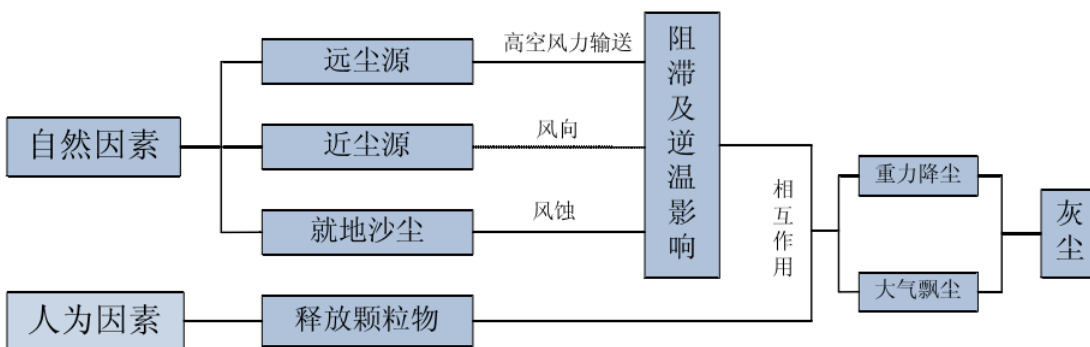 自然因素
远尘源
高空风力输送
近尘源
风向
就地沙尘
风蚀
阻滞及逆温影响
人为因素
释放颗粒物
相互作用
重力降尘
大气飘尘
灰尘